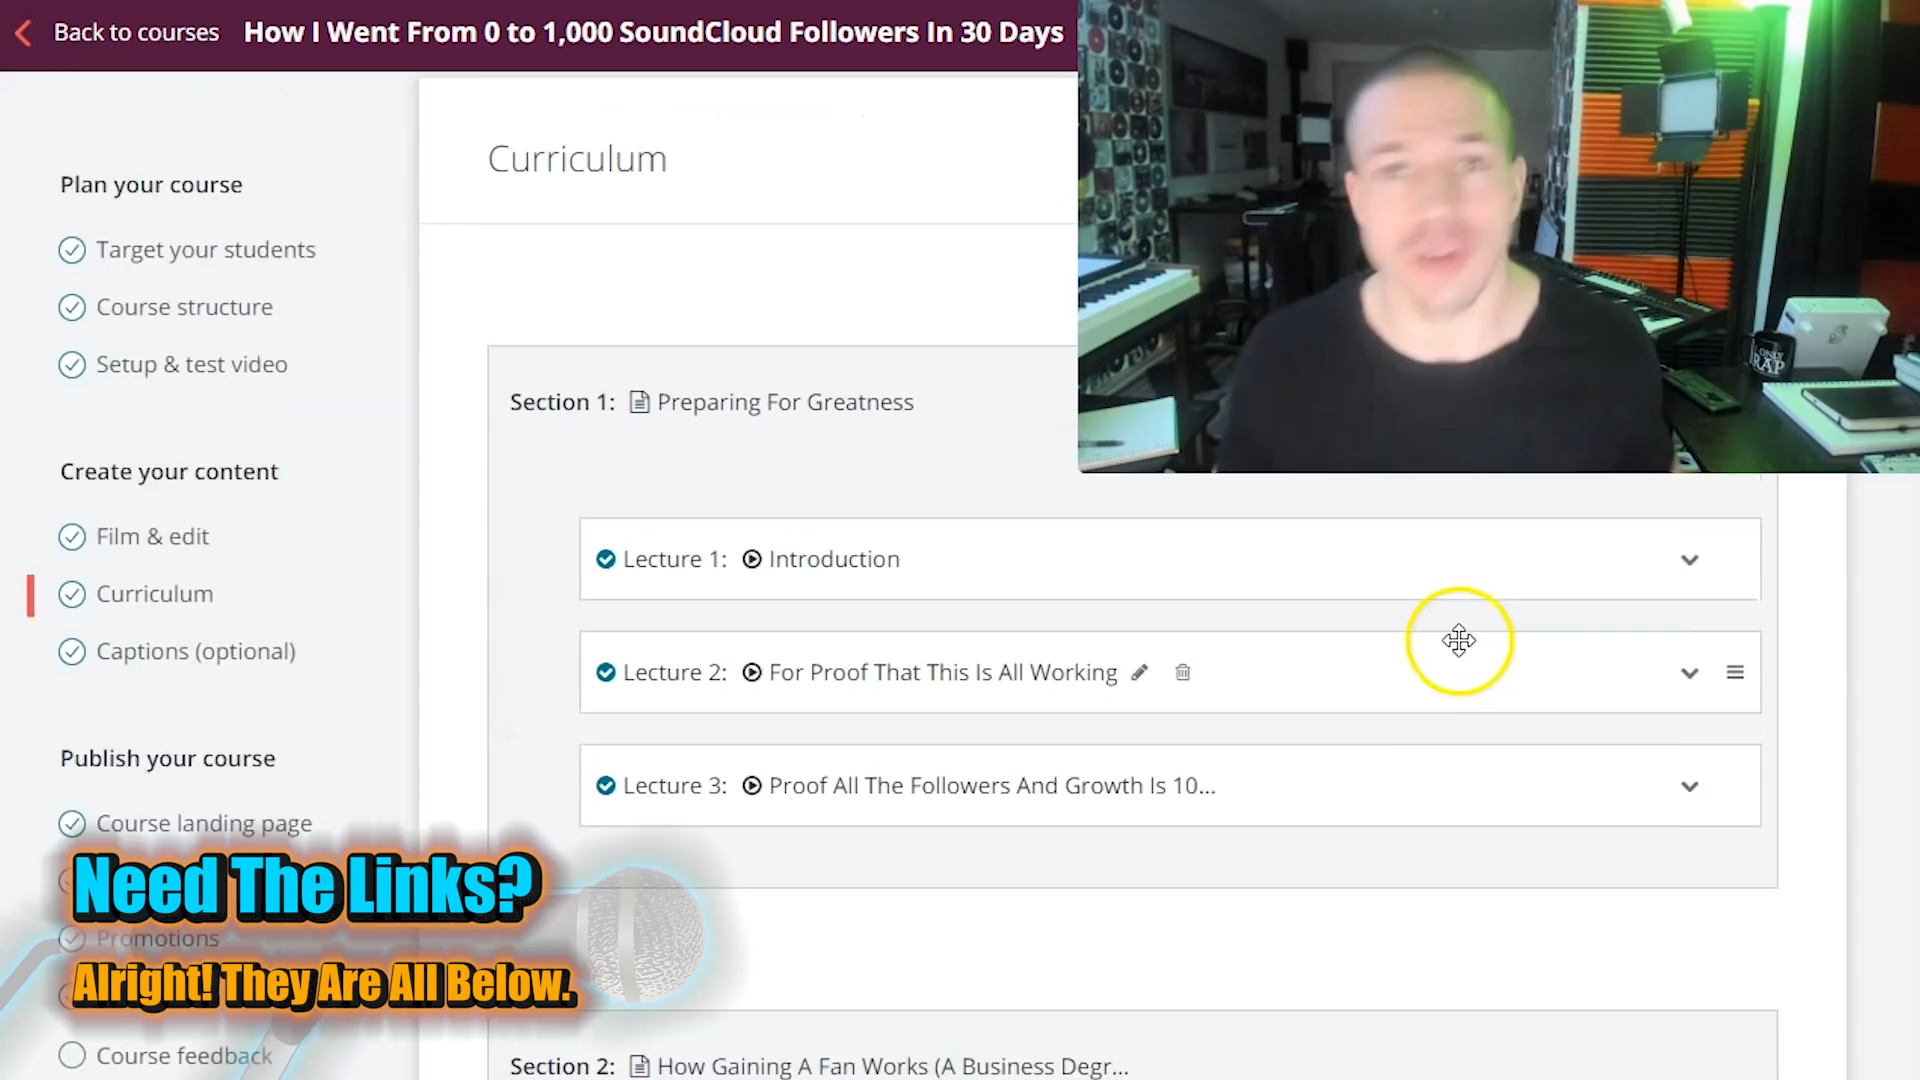 Back to courses
How I Went From 0 to 1,000 SoundCloud Followers In 30 Days
Plan your course
Target your students
Course structure
Setup & test video
Create your content
Film & edit
Curriculum
Captions (optional)
Publish your course
Course landing page
Promotions
Course feedback
Curriculum
Section 1: Preparing For Greatness
Lecture 1: Introduction
Lecture 2: For Proof That This Is All Working
Lecture 3: Proof All The Followers And Growth Is 10...
Section 2: How Gaining A Fan Works (A Business Degr...
ONLY
RAP
Need The Links?
Alright! They Are All Below.